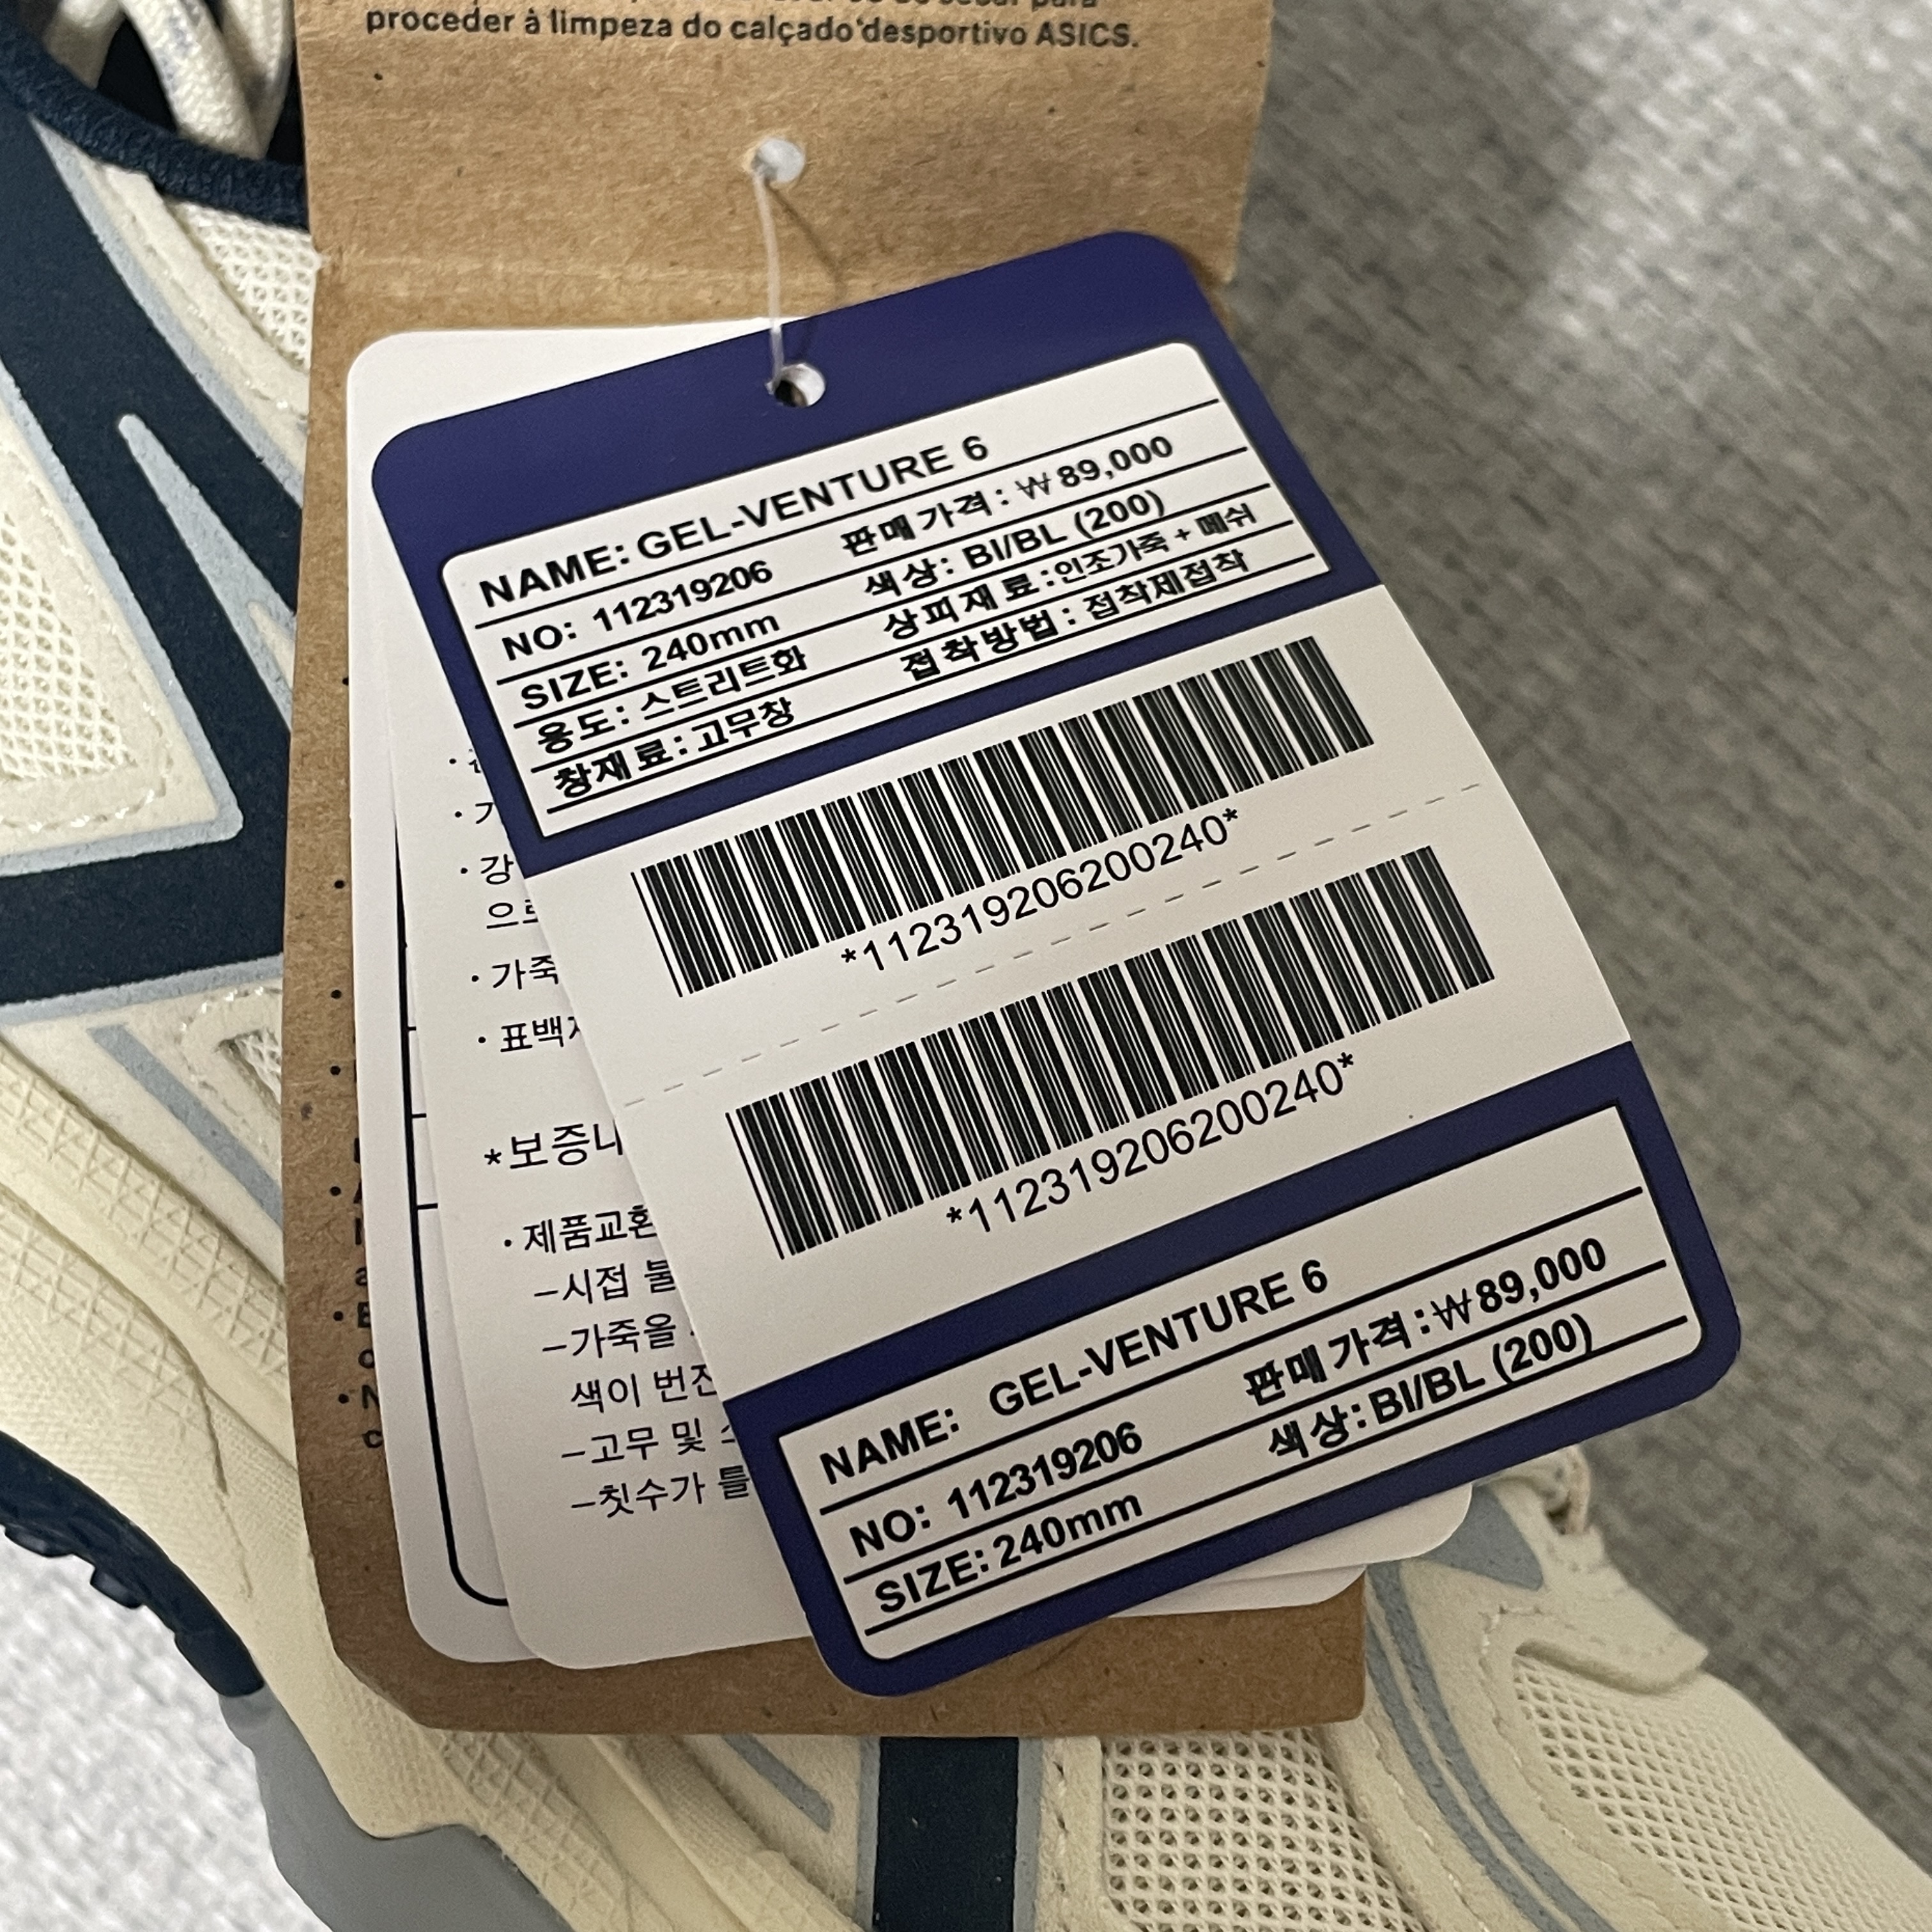 proceder à limpeza do calçado desportivo ASICS.
NAME: GEL-VENTURE 6
NO: 112319206 판매가격: ₩ 89,000
SIZE: 240mm 색상: BI/BL (200)
용도: 스트리트화 상피재료: 인조가죽 + 메쉬
창재료: 고무창 접착방법: 접착제접착
*112319206200240*
*112319206200240*
NAME: GEL-VENTURE 6
NO: 112319206 판매가격: ₩ 89,000
SIZE: 240mm 색상: BI/BL (200)
· 강
· 가죽
· 표백
*보증
· 제품교환
–시접
–가죽을
색이 번진
–고무 및
–칫수가 틀